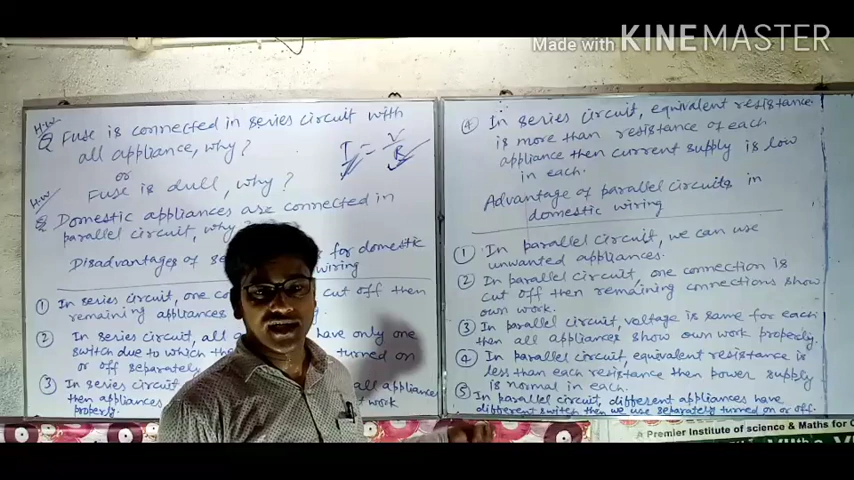 Made with KINEMASTER
H.W
Q Fuse is connected in series circuit with
all appliance, why?
or
Fuse is dull, why?
I = V/R
H.W
Q Domestic appliances are connected in
parallel circuit, why
Disadvantages of se for domestic
wiring
① In series circuit, one co cut off then
remaining appliances
② In series circuit, all have only one
switch due to which the turned on
or off separately
③ In series circuit all appliances
then appliances t work
properly.
④ In series circuit, equivalent resistance
is more than resistance of each
appliance then current supply is low
in each.
Advantage of parallel circuits in
domestic wiring
① In parallel circuit, we can use
unwanted appliances.
② In parallel circuit, one connection is
cut off then remaining connections show
own work.
③ In parallel circuit, voltage is same for each
then all appliances show own work properly.
④ In parallel circuit, equivalent resistance is
less than each resistance then power supply
is normal in each.
⑤ In parallel circuit, different appliances have
different switch then we use separately turned on or off.
A Premier Institute of science & Maths for